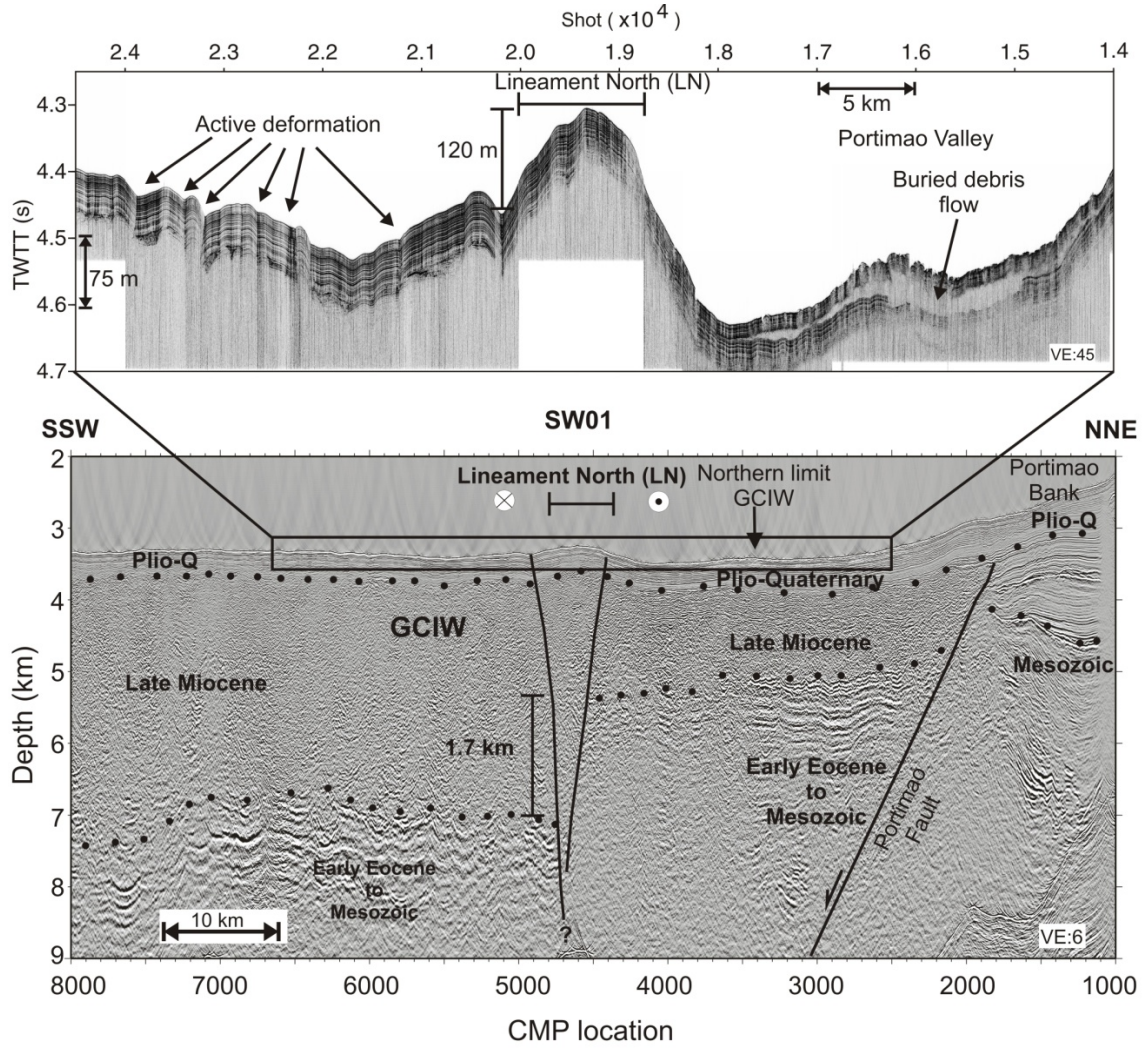 Shot ( x10⁴)
2.4 2.3 2.2 2.1 2.0 1.9 1.8 1.7 1.6 1.5 1.4
Lineament North (LN)
5 km
4.3
Active deformation
120 m
Portimao Valley
4.4
Buried debris
flow
TWTT (s)
4.5
75 m
4.6
VE:45
4.7
SSW SW01 NNE
2
Lineament North (LN)
Northern limit
GCIW
Portimao
Bank
3
Plio-Q
Plio-Q
Plio-Quaternary
4
GCIW
Late Miocene
Late Miocene
Mesozoic
5
Depth (km)
1.7 km
6
Early Eocene
to
Mesozoic
Portimao
Fault
7
Early Eocene
to
Mesozoic
8
10 km
?
VE:6
9
8000 7000 6000 5000 4000 3000 2000 1000
CMP location